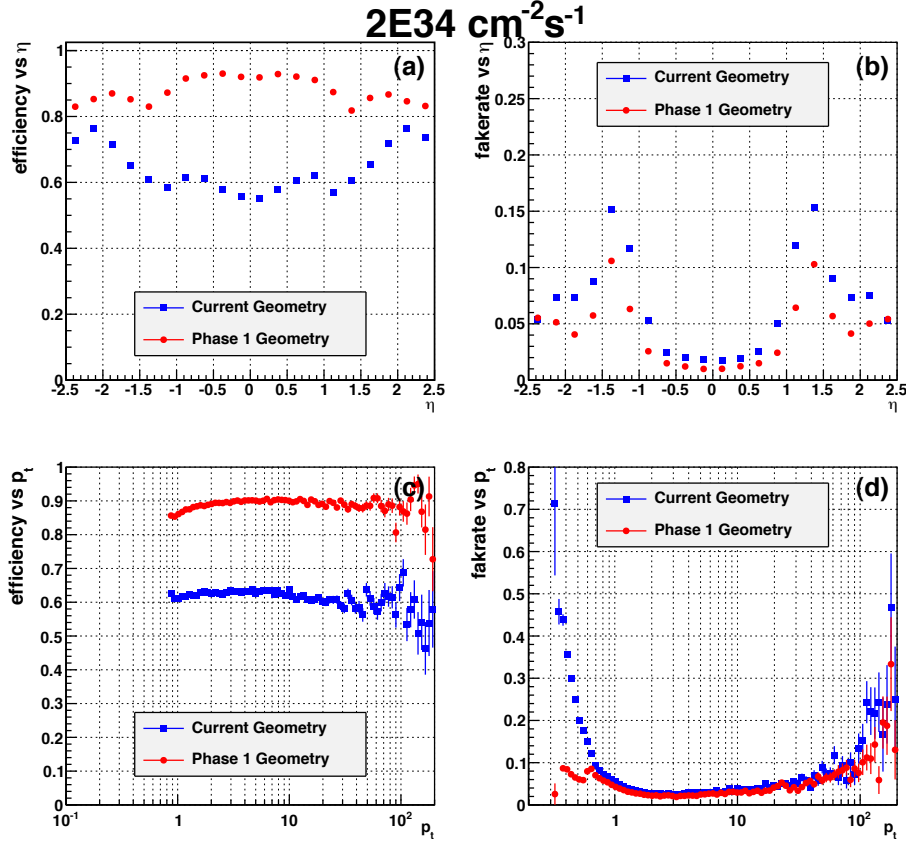 2E34 cm⁻²s⁻¹
(a)
efficiency vs η
1
0.8
0.6
0.4
0.2
0
Current Geometry
Phase 1 Geometry
-2.5 -2 -1.5 -1 -0.5 0 0.5 1 1.5 2 2.5
η
(b)
fakerate vs η
0.3
0.25
0.2
0.15
0.1
0.05
0
Current Geometry
Phase 1 Geometry
-2.5 -2 -1.5 -1 -0.5 0 0.5 1 1.5 2 2.5
η
(c)
efficiency vs pₜ
1
0.9
0.8
0.7
0.6
0.5
0.4
0.3
0.2
0.1
0
Current Geometry
Phase 1 Geometry
10⁻¹ 1 10 10²
pₜ
(d)
fakrate vs pₜ
0.8
0.7
0.6
0.5
0.4
0.3
0.2
0.1
0
Current Geometry
Phase 1 Geometry
1 10 10²
pₜ